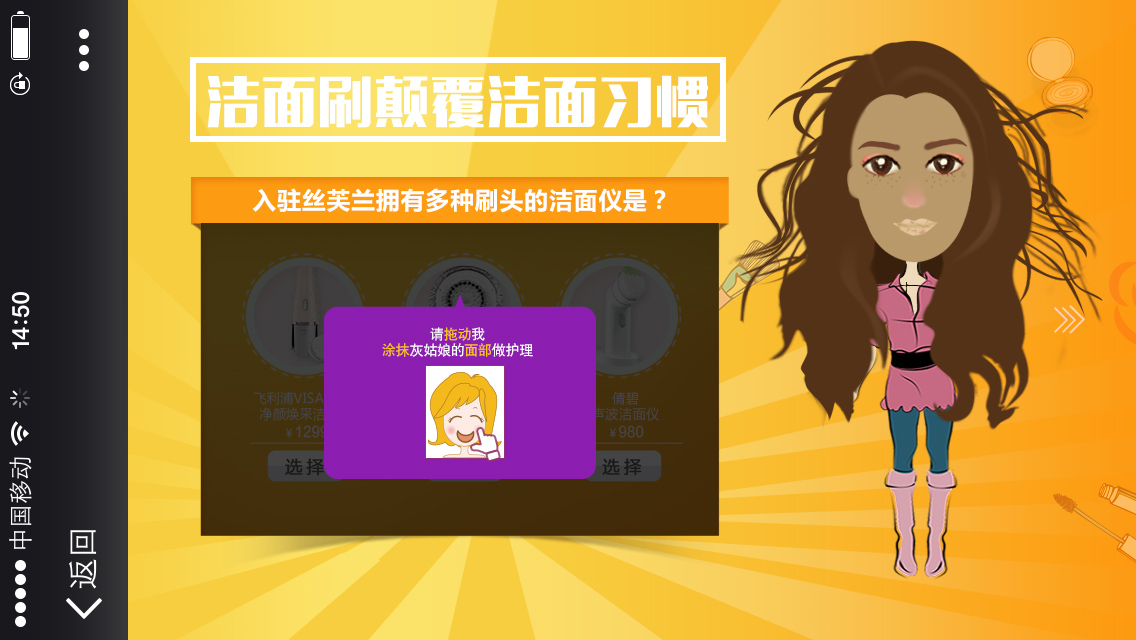 14:50
中国移动
返回
洁面刷颠覆洁面习惯
入驻丝芙兰拥有多种刷头的洁面仪是？
请拖动我
涂抹灰姑娘的面部做护理
飞利浦VISA
净颜焕采洁
¥1299
选择
倩碧
声波洁面仪
¥980
选择